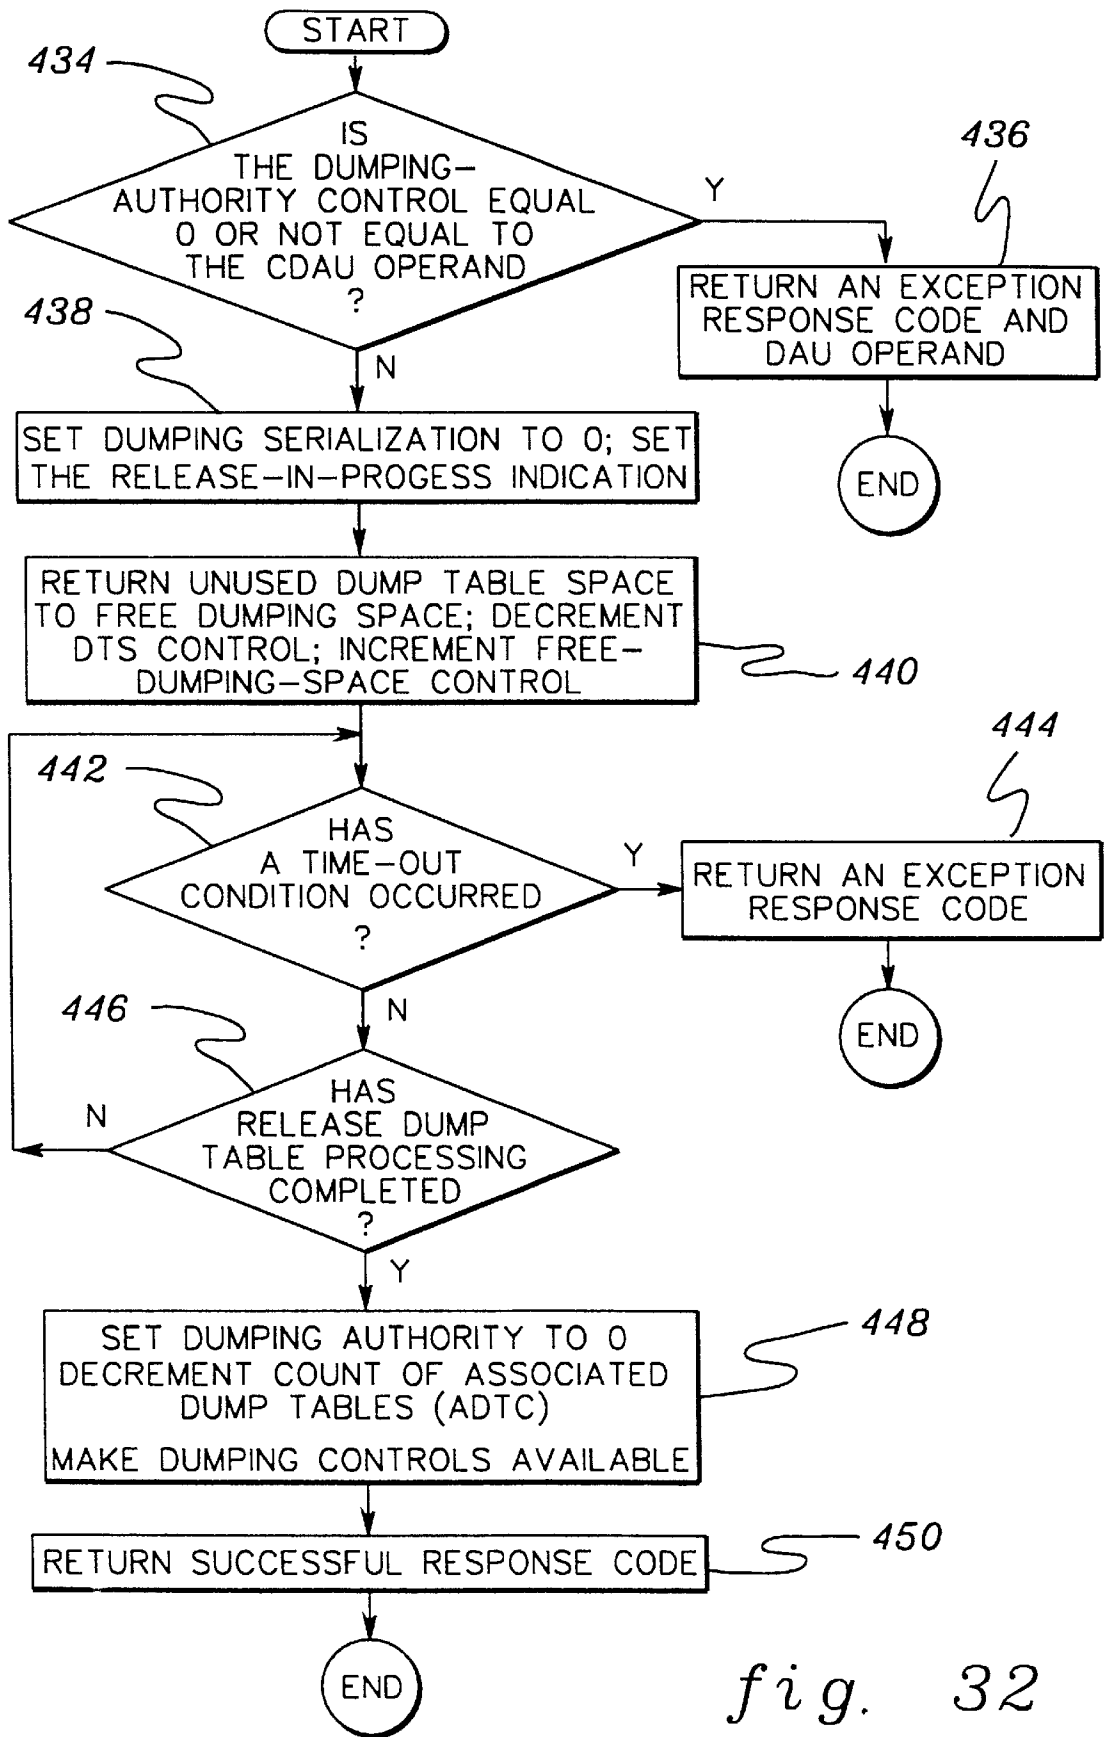 START
434
IS
THE DUMPING-
AUTHORITY CONTROL EQUAL
0 OR NOT EQUAL TO
THE CDAU OPERAND
?
Y
436
RETURN AN EXCEPTION
RESPONSE CODE AND
DAU OPERAND
END
N
438
SET DUMPING SERIALIZATION TO 0; SET
THE RELEASE-IN-PROGESS INDICATION
RETURN UNUSED DUMP TABLE SPACE
TO FREE DUMPING SPACE; DECREMENT
DTS CONTROL; INCREMENT FREE-
DUMPING-SPACE CONTROL
440
442
HAS
A TIME-OUT
CONDITION OCCURRED
?
Y
444
RETURN AN EXCEPTION
RESPONSE CODE
END
N
446
HAS
RELEASE DUMP
TABLE PROCESSING
COMPLETED
?
N
Y
SET DUMPING AUTHORITY TO 0
DECREMENT COUNT OF ASSOCIATED
DUMP TABLES (ADTC)
MAKE DUMPING CONTROLS AVAILABLE
448
RETURN SUCCESSFUL RESPONSE CODE
450
END
fig. 32